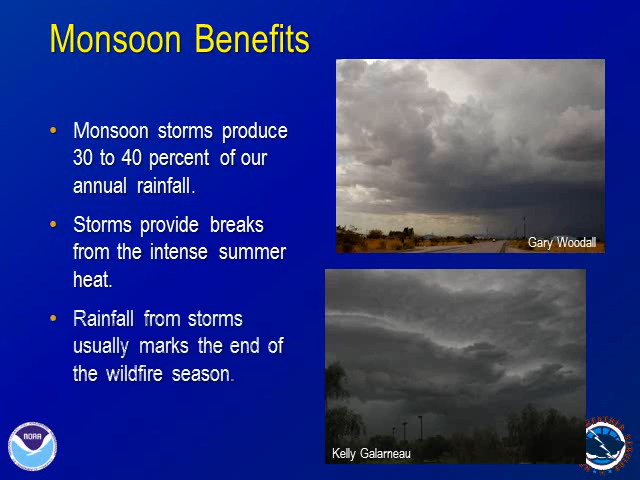 Monsoon Benefits
• Monsoon storms produce
30 to 40 percent of our
annual rainfall.
• Storms provide breaks
from the intense summer
heat.
• Rainfall from storms
usually marks the end of
the wildfire season.
Gary Woodall
Kelly Galarneau
NOAA